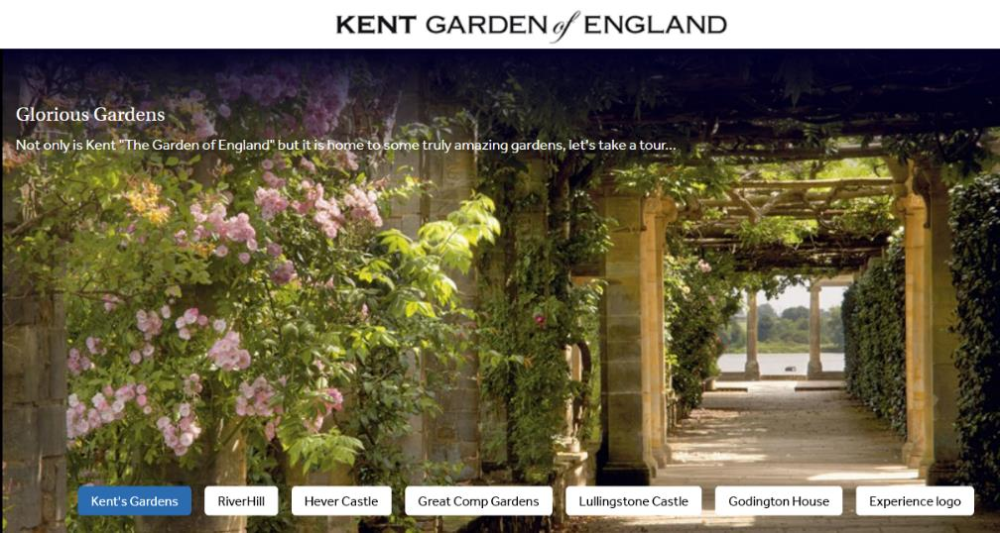 KENT GARDEN of ENGLAND
Glorious Gardens
Not only is Kent "The Garden of England" but it is home to some truly amazing gardens, let's take a tour...
Kent's Gardens
RiverHill
Hever Castle
Great Comp Gardens
Lullingstone Castle
Godington House
Experience logo